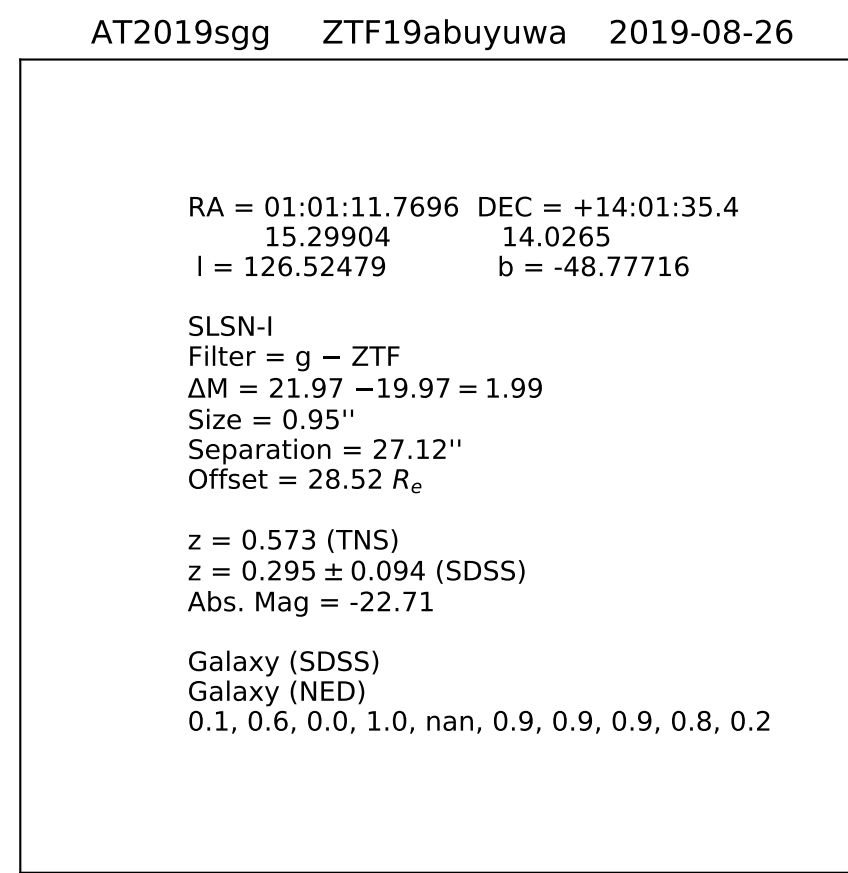 AT2019sgg ZTF19abuyuwa 2019-08-26
RA = 01:01:11.7696 DEC = +14:01:35.4
15.29904 14.0265
l = 126.52479 b = -48.77716
SLSN-I
Filter = g − ZTF
ΔM = 21.97 −19.97 = 1.99
Size = 0.95''
Separation = 27.12''
Offset = 28.52 Re
z = 0.573 (TNS)
z = 0.295 ± 0.094 (SDSS)
Abs. Mag = -22.71
Galaxy (SDSS)
Galaxy (NED)
0.1, 0.6, 0.0, 1.0, nan, 0.9, 0.9, 0.9, 0.8, 0.2